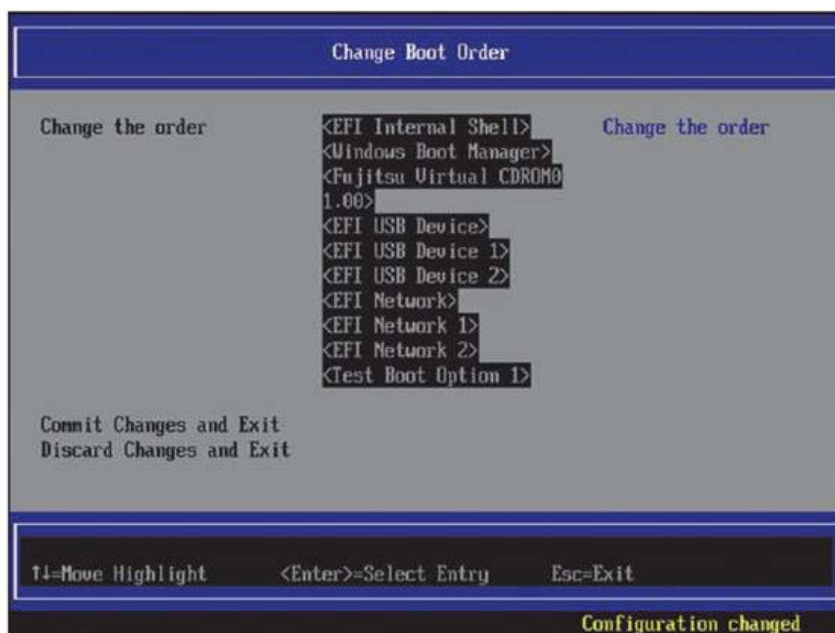 Change Boot Order
Change the order
<EFI Internal Shell>
<Windows Boot Manager>
<Fujitsu Virtual CDROM0
1.00>
<EFI USB Device>
<EFI USB Device 1>
<EFI USB Device 2>
<EFI Network>
<EFI Network 1>
<EFI Network 2>
<Test Boot Option 1>
Change the order
Commit Changes and Exit
Discard Changes and Exit
↑↓=Move Highlight
<Enter>=Select Entry
Esc=Exit
Configuration changed